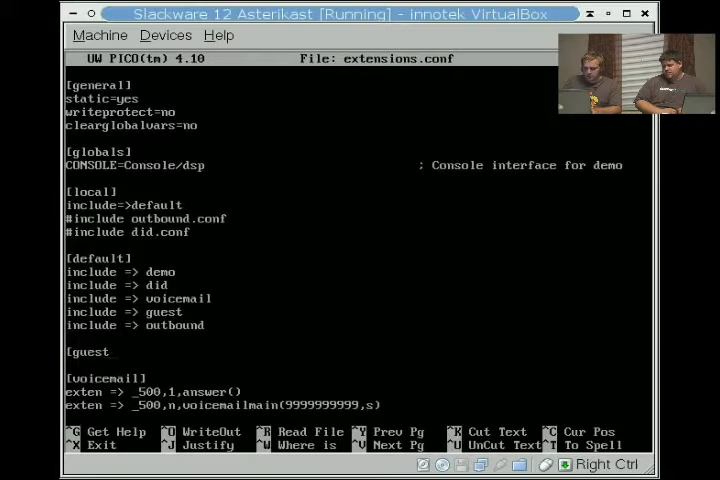 Slackware 12 Asterikast [Running] - innotek VirtualBox
Machine Devices Help
UW PICO(tm) 4.10 File: extensions.conf
[general]
static=yes
writeprotect=no
clearglobalvars=no
[globals]
CONSOLE=Console/dsp ; Console interface for demo
[local]
include=>default
#include outbound.conf
#include did.conf
[default]
include => demo
include => did
include => voicemail
include => guest
include => outbound
[guest_
[voicemail]
exten => _500,1,answer()
exten => _500,n,voicemailmain(9999999999,s)
^G Get Help ^O WriteOut ^R Read File ^Y Prev Pg ^K Cut Text ^C Cur Pos
^X Exit ^J Justify ^W Where is ^V Next Pg ^U UnCut Text ^T To Spell
Right Ctrl